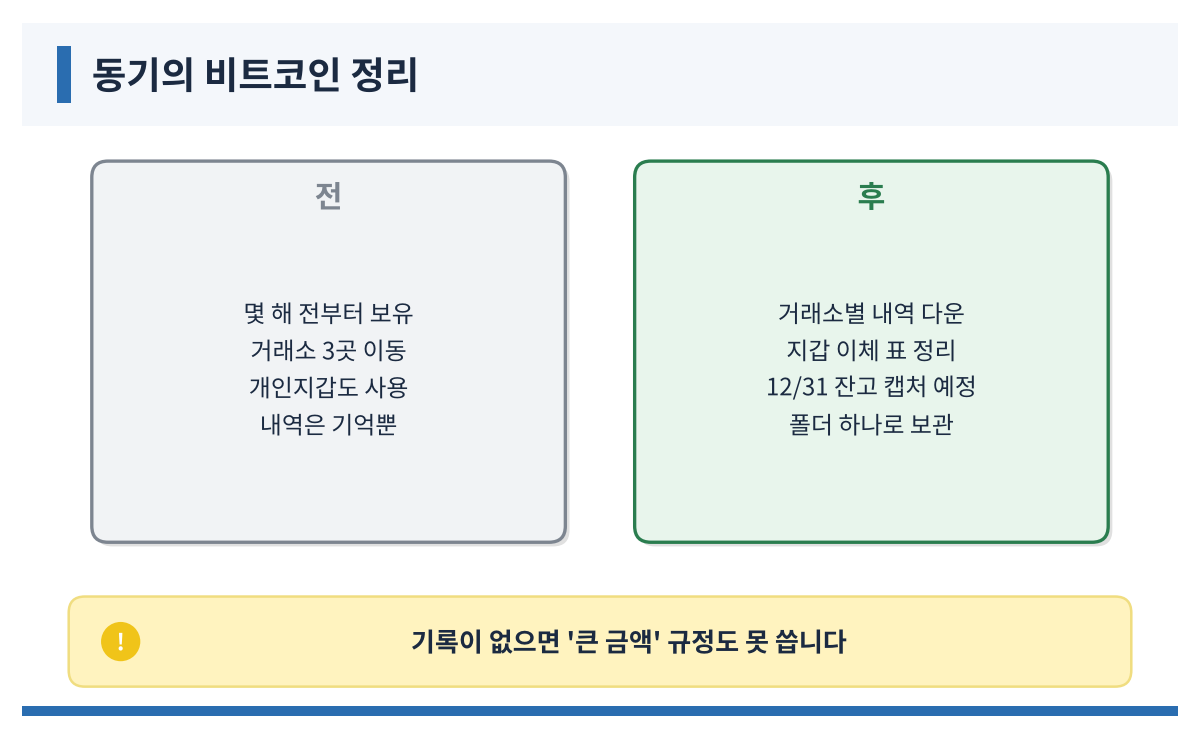 동기의 비트코인 정리
전
몇 해 전부터 보유
거래소 3곳 이동
개인지갑도 사용
내역은 기억뿐
후
거래소별 내역 다운
지갑 이체 표 정리
12/31 잔고 캡처 예정
폴더 하나로 보관
!
기록이 없으면 '큰 금액' 규정도 못 씁니다